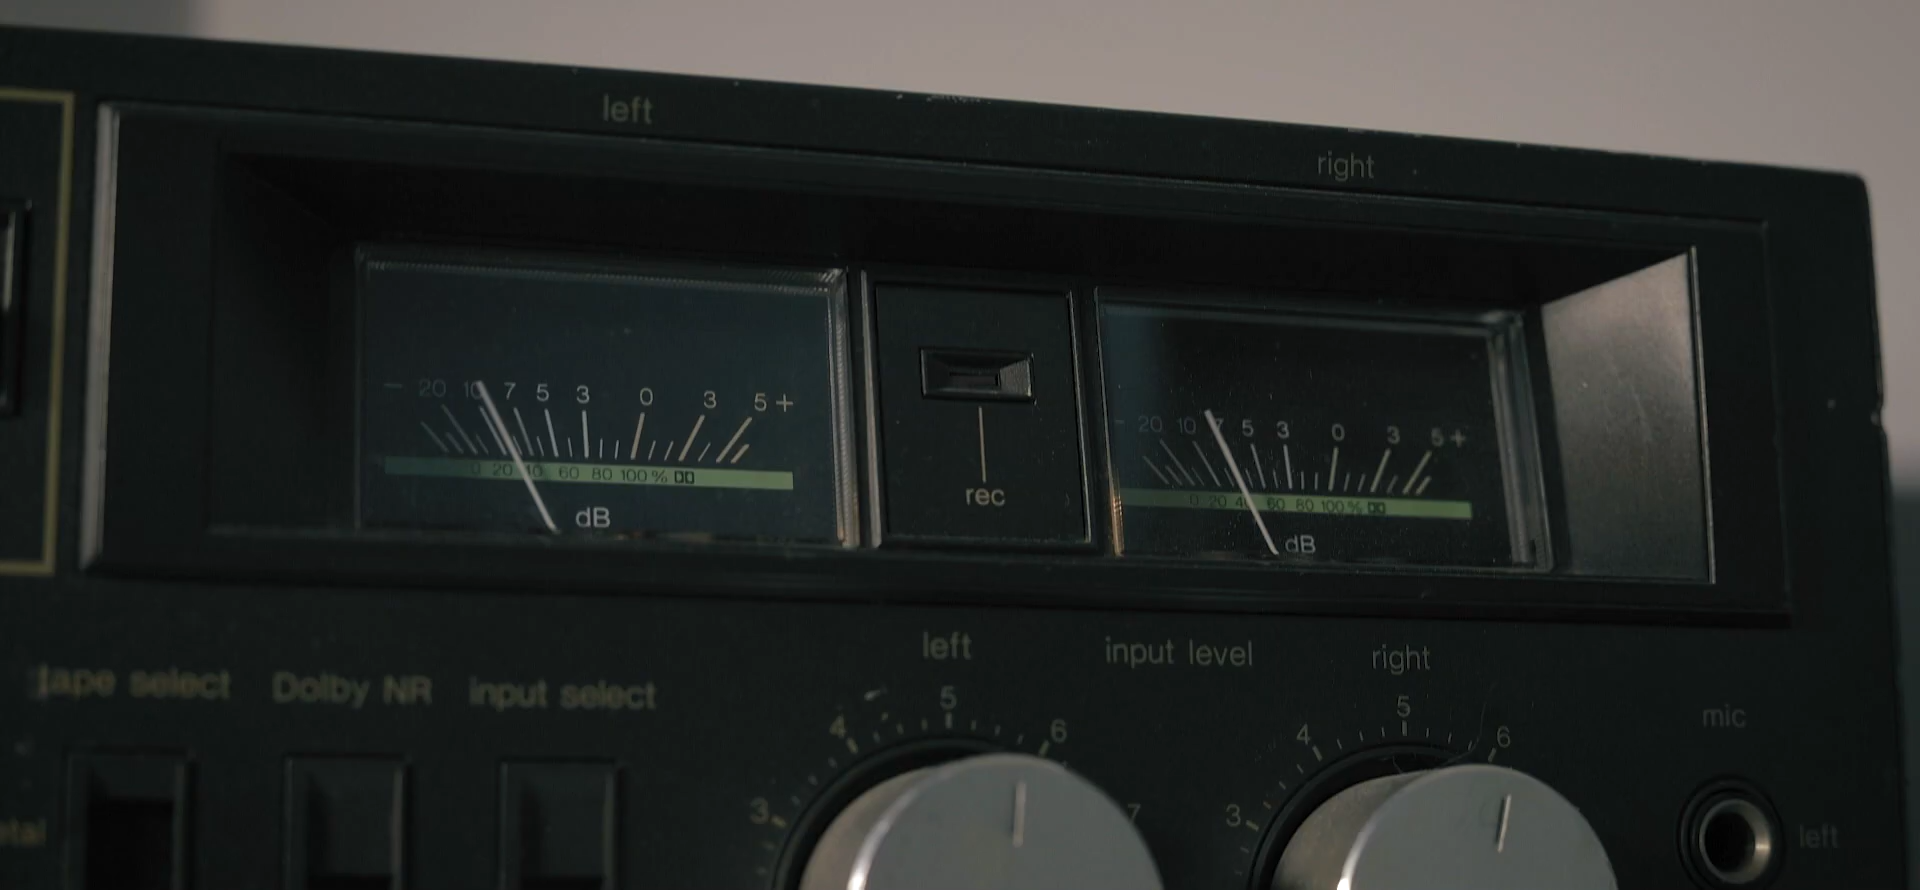 left
right
- 20 10 7 5 3 0 3 5 +
0 20 40 60 80 100 %
dB
rec
- 20 10 7 5 3 0 3 5 +
0 20 40 60 80 100 %
dB
left input level right
tape select Dolby NR input select
3 4 5 6 7
3 4 5 6
mic
left